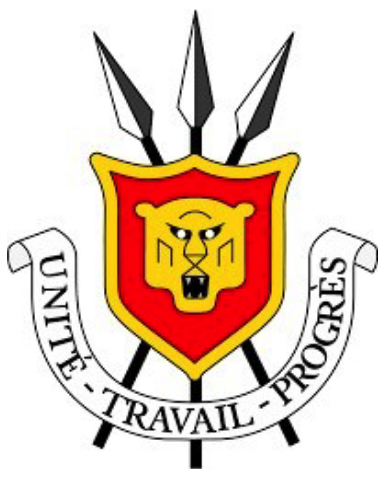 UNITÉ - TRAVAIL - PROGRÈS